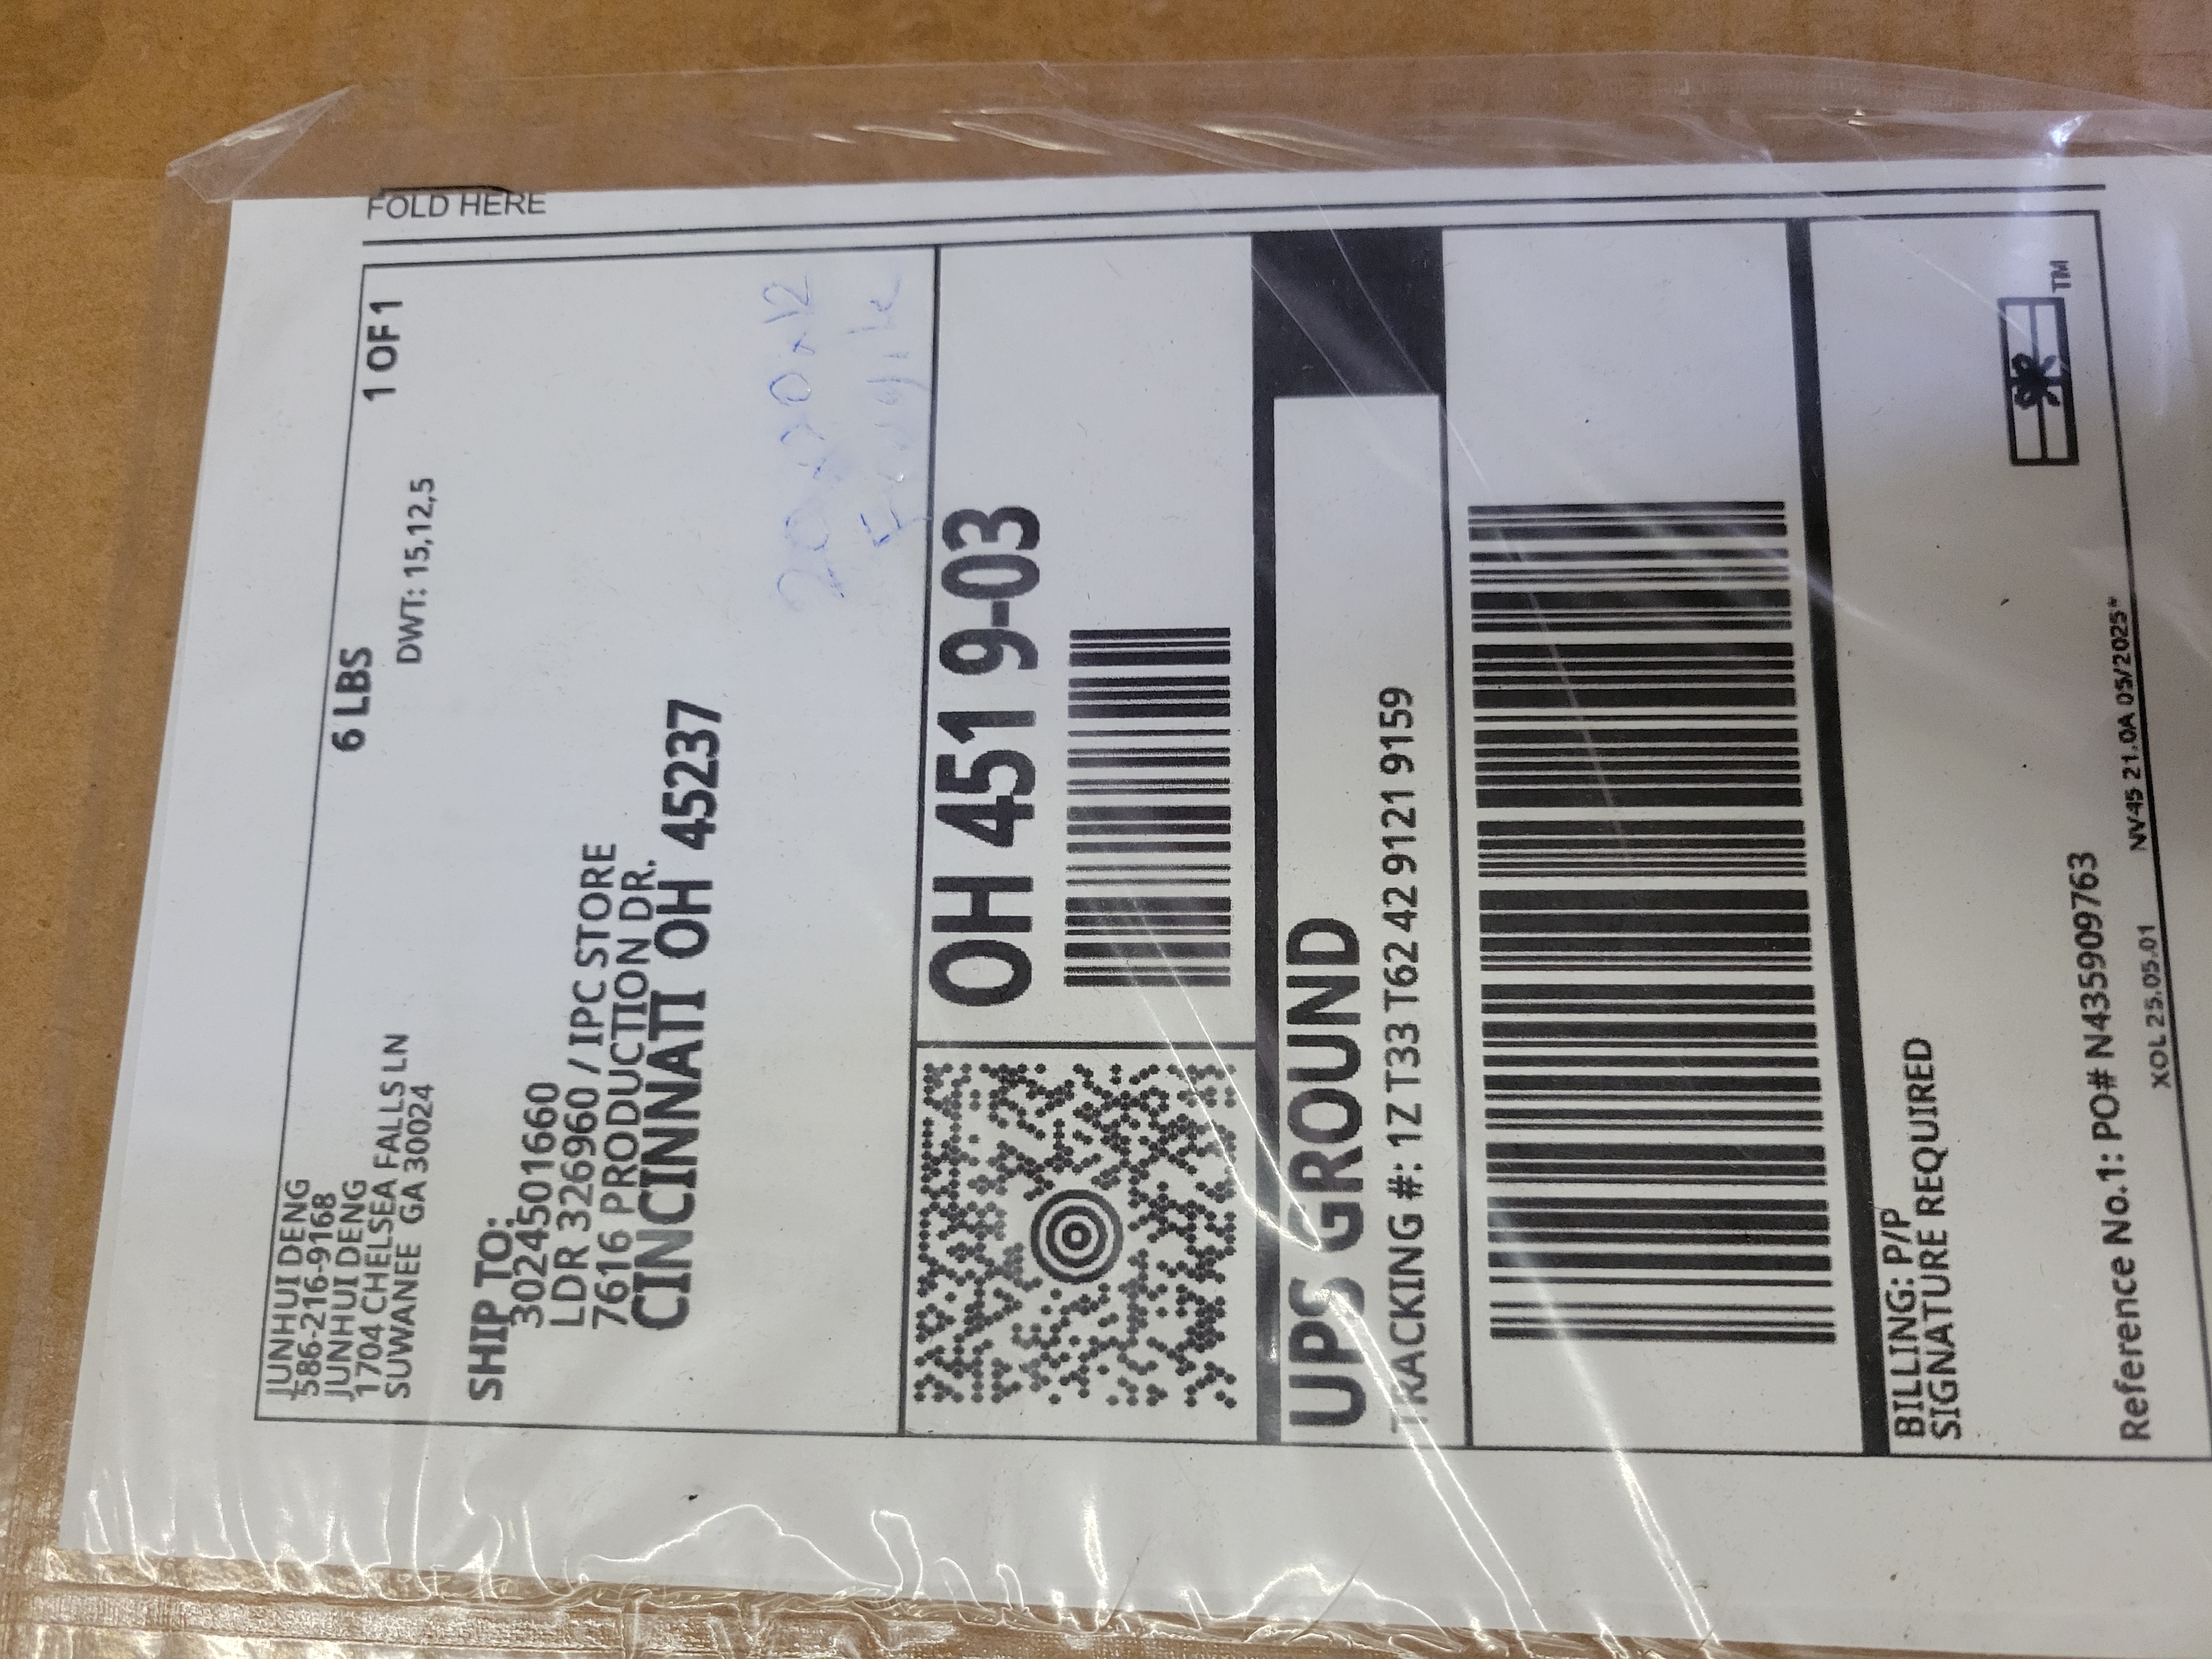 FOLD HERE
JUNHUI DENG
586-216-9168
JUNHUI DENG
1704 CHELSEA FALLS LN
SUWANEE GA 30024
6 LBS
1 OF 1
DWT: 15,12,5
SHIP TO:
3024501660
LDR 326960 / IPC STORE
7616 PRODUCTION DR.
CINCINNATI OH 45237
OH 451 9-03
UPS GROUND
TRACKING #: 1Z T33 T62 42 9121 9159
BILLING: P/P
SIGNATURE REQUIRED
Reference No.1: PO# N435909763
XOL 25.05.01
NV45 21.0A 05/2025*
TM